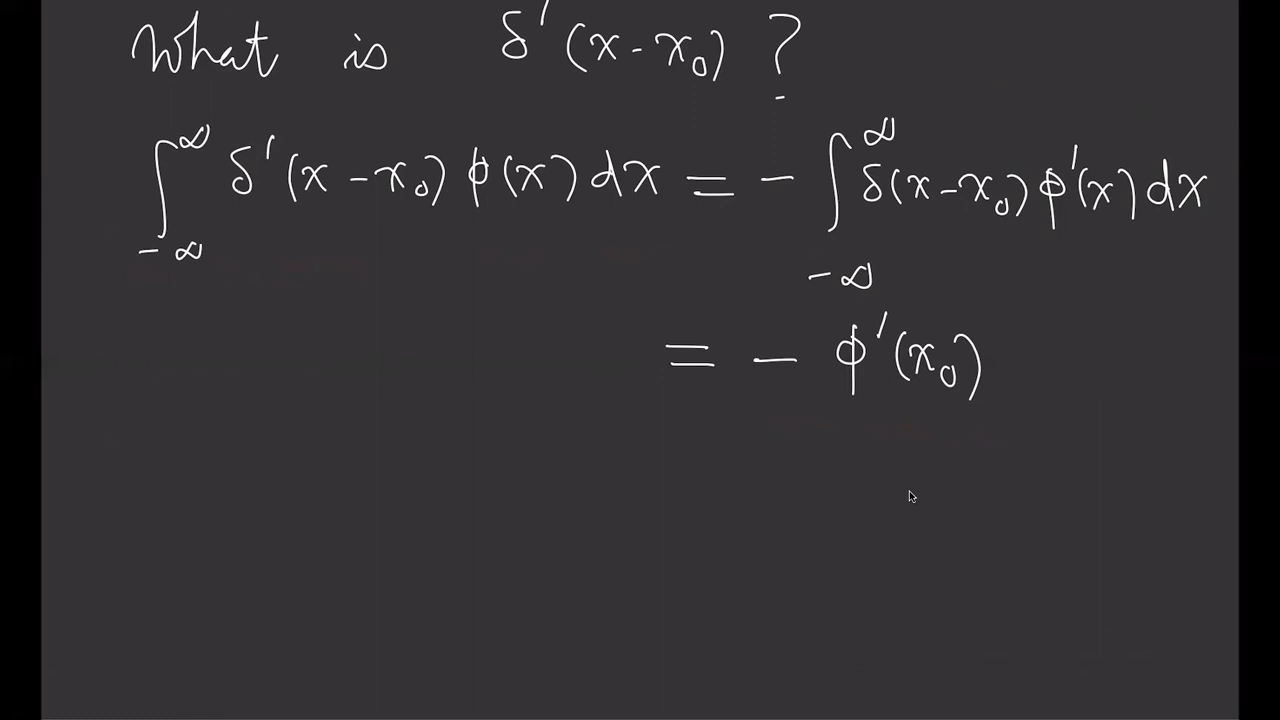 What is δ'(x-x₀)?
∫_{-∞}^{∞} δ'(x-x₀) ϕ(x) dx = - ∫_{-∞}^{∞} δ(x-x₀) ϕ'(x) dx
= - ϕ'(x₀)